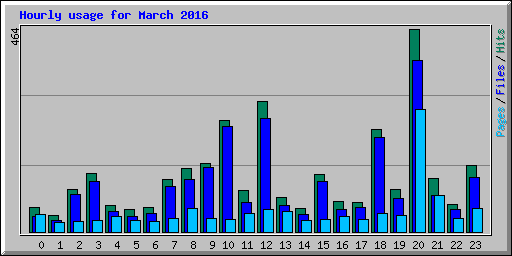 Hourly usage for March 2016
464
Pages / Files / Hits
0 1 2 3 4 5 6 7 8 9 10 11 12 13 14 15 16 17 18 19 20 21 22 23